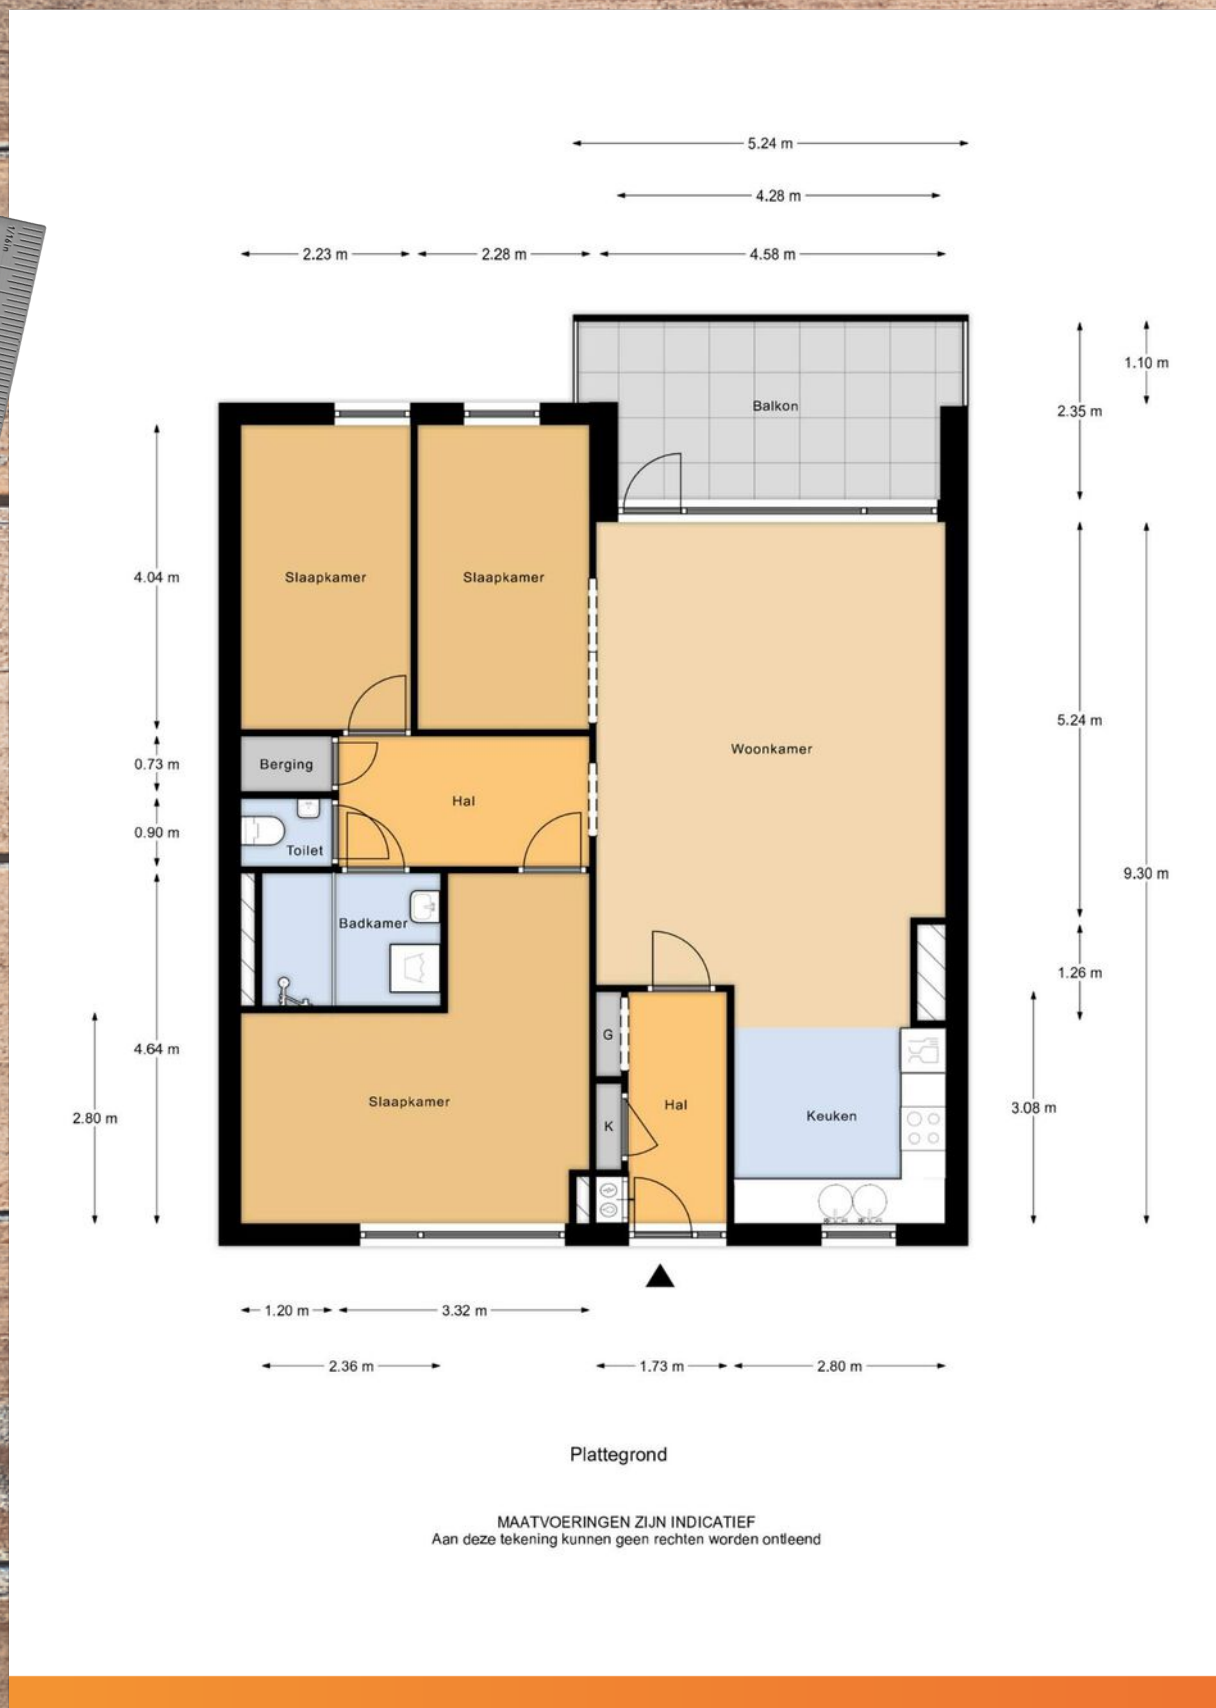 5.24 m
4.28 m
2.23 m
2.28 m
4.58 m
1/16in
1.10 m
2.35 m
Balkon
4.04 m
Slaapkamer
Slaapkamer
5.24 m
Woonkamer
0.73 m
Berging
Hal
0.90 m
Toilet
9.30 m
Badkamer
1.26 m
G
4.64 m
Slaapkamer
Hal
3.08 m
2.80 m
K
Keuken
1.20 m
3.32 m
2.36 m
1.73 m
2.80 m
Plattegrond
MAATVOERINGEN ZIJN INDICATIEF
Aan deze tekening kunnen geen rechten worden ontleend